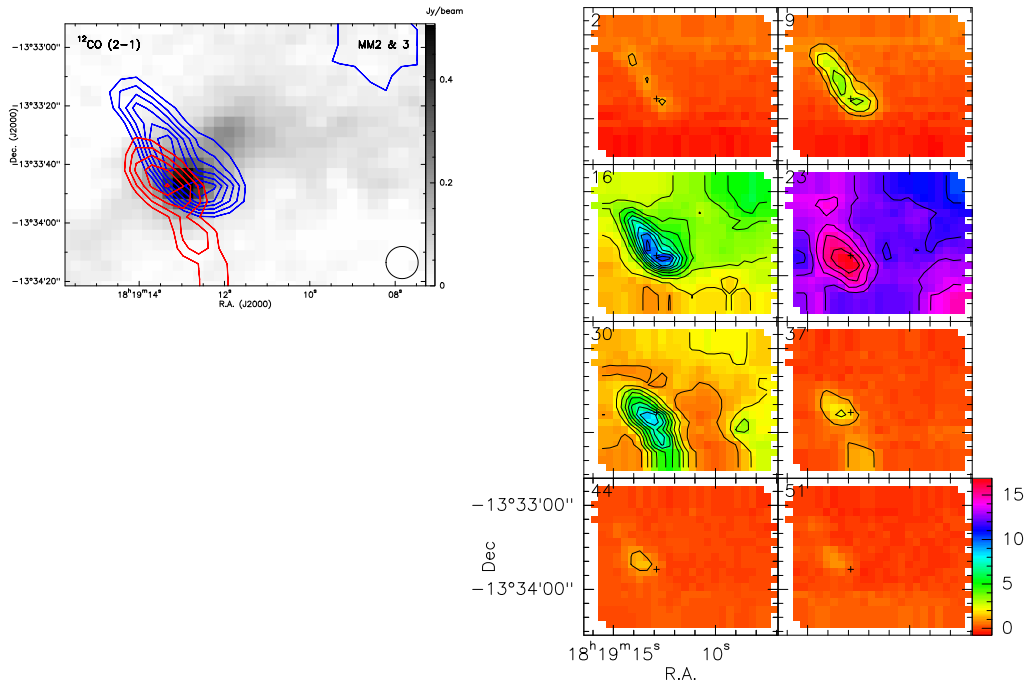 Jy/beam
¹²CO (2-1)
MM2 & 3
-13°33'00''
-13°33'20''
-13°33'40''
-13°34'00''
-13°34'20''
Dec. (J2000)
18ʰ19ᵐ14ˢ
12ˢ
10ˢ
08ˢ
R.A. (J2000)
0.4
0.2
0
2
9
16
23
30
37
44
51
-13°33'00''
-13°34'00''
Dec
18ʰ19ᵐ15ˢ
10ˢ
R.A.
15
10
5
0